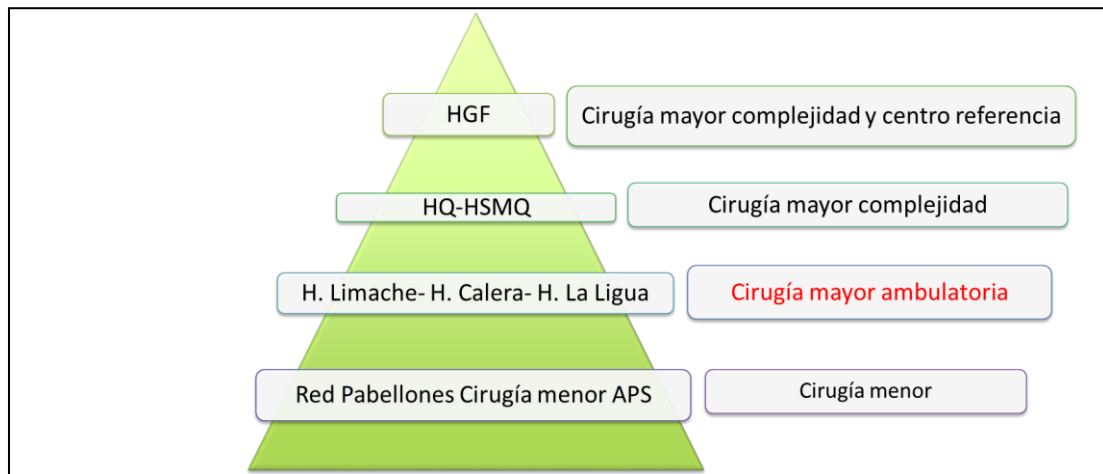 HGF
Cirugía mayor complejidad y centro referencia
HQ-HSMQ
Cirugía mayor complejidad
H. Limache- H. Calera- H. La Ligua
Cirugía mayor ambulatoria
Red Pabellones Cirugía menor APS
Cirugía menor